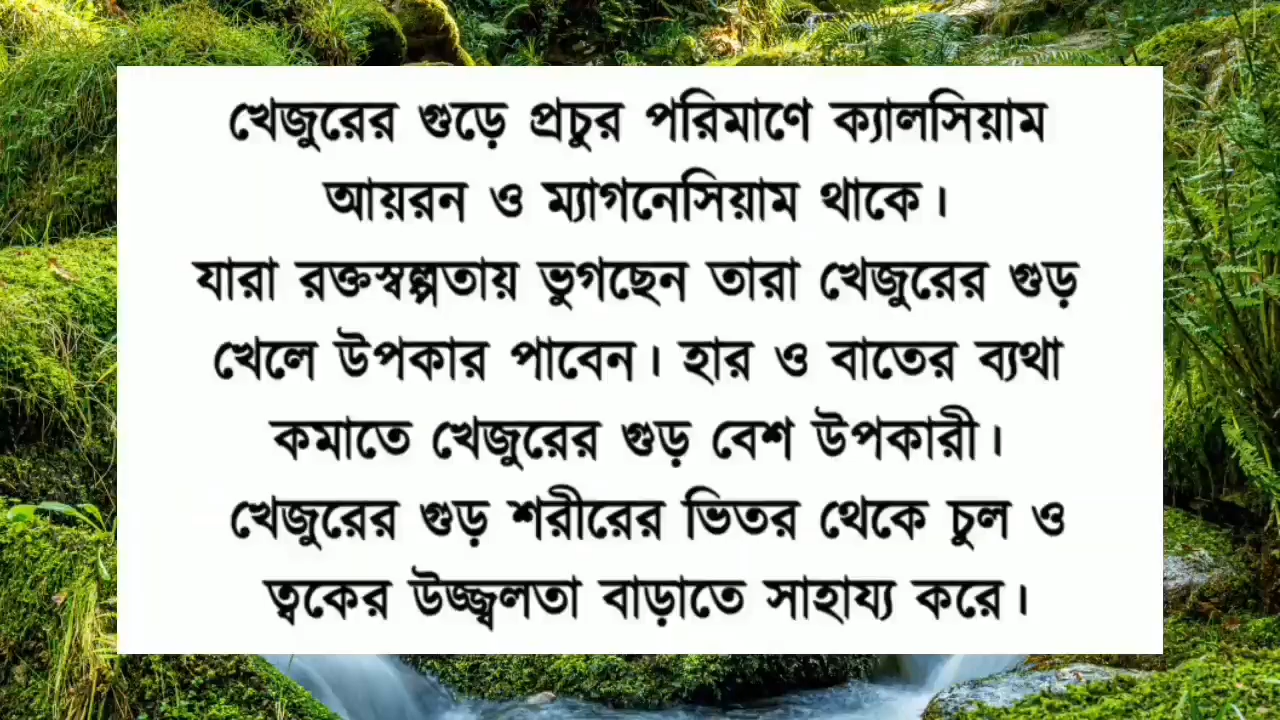 খেজুরের গুড়ে প্রচুর পরিমাণে ক্যালসিয়াম
আয়রন ও ম্যাগনেসিয়াম থাকে।
যারা রক্তস্বল্পতায় ভুগছেন তারা খেজুরের গুড়
খেলে উপকার পাবেন। হার ও বাতের ব্যথা
কমাতে খেজুরের গুড় বেশ উপকারী।
খেজুরের গুড় শরীরের ভিতর থেকে চুল ও
ত্বকের উজ্জ্বলতা বাড়াতে সাহায্য করে।